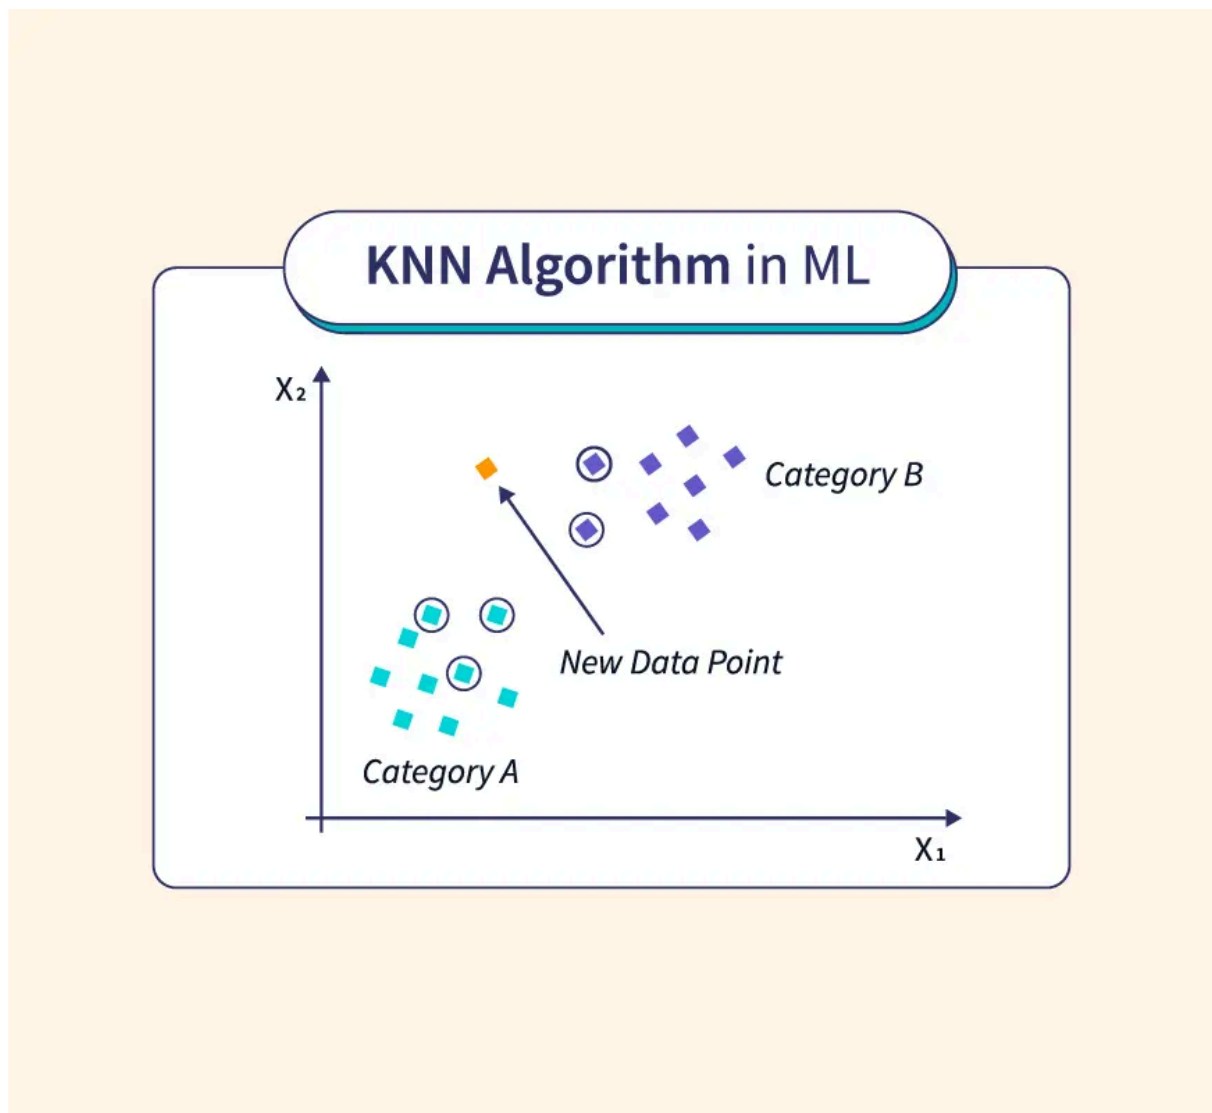 KNN Algorithm in ML
X₂
Category B
New Data Point
Category A
X₁